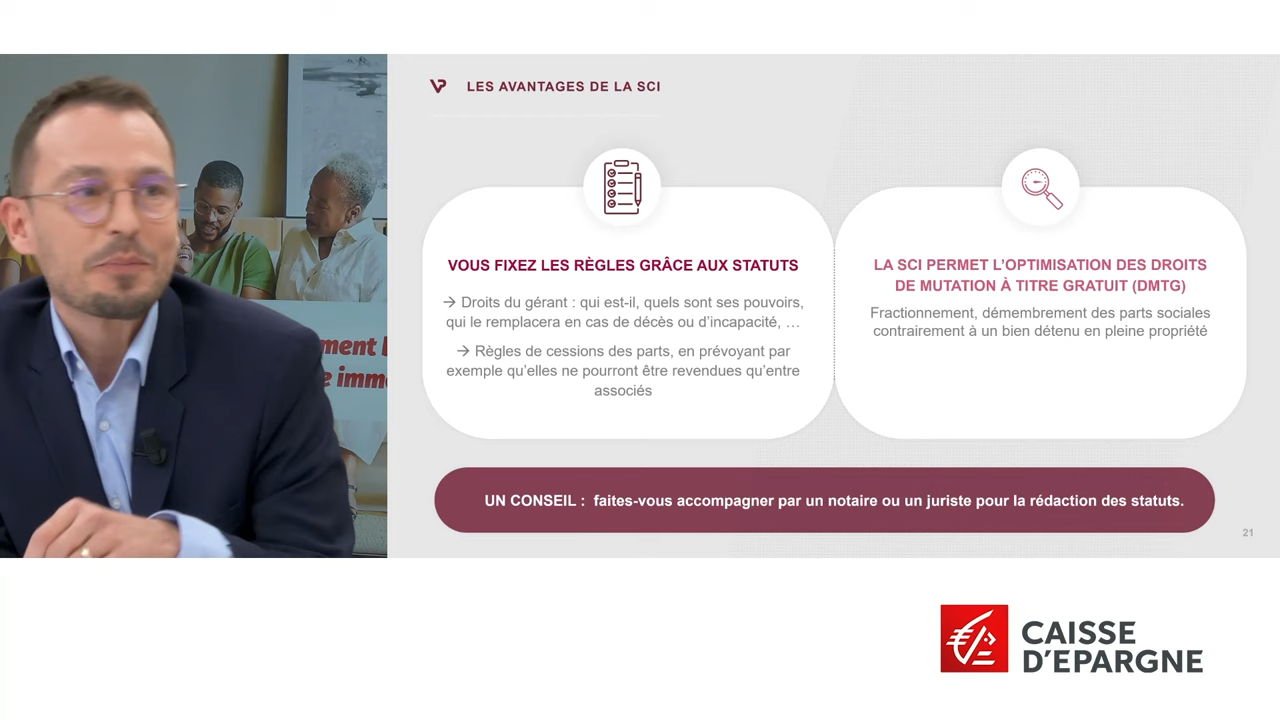 LES AVANTAGES DE LA SCI
VOUS FIXEZ LES RÈGLES GRÂCE AUX STATUTS
→ Droits du gérant : qui est-il, quels sont ses pouvoirs,
qui le remplacera en cas de décès ou d’incapacité, …
→ Règles de cessions des parts, en prévoyant par
exemple qu’elles ne pourront être revendues qu’entre
associés
LA SCI PERMET L’OPTIMISATION DES DROITS
DE MUTATION À TITRE GRATUIT (DMTG)
Fractionnement, démembrement des parts sociales
contrairement à un bien détenu en pleine propriété
UN CONSEIL : faites-vous accompagner par un notaire ou un juriste pour la rédaction des statuts.
21
CAISSE
D’EPARGNE